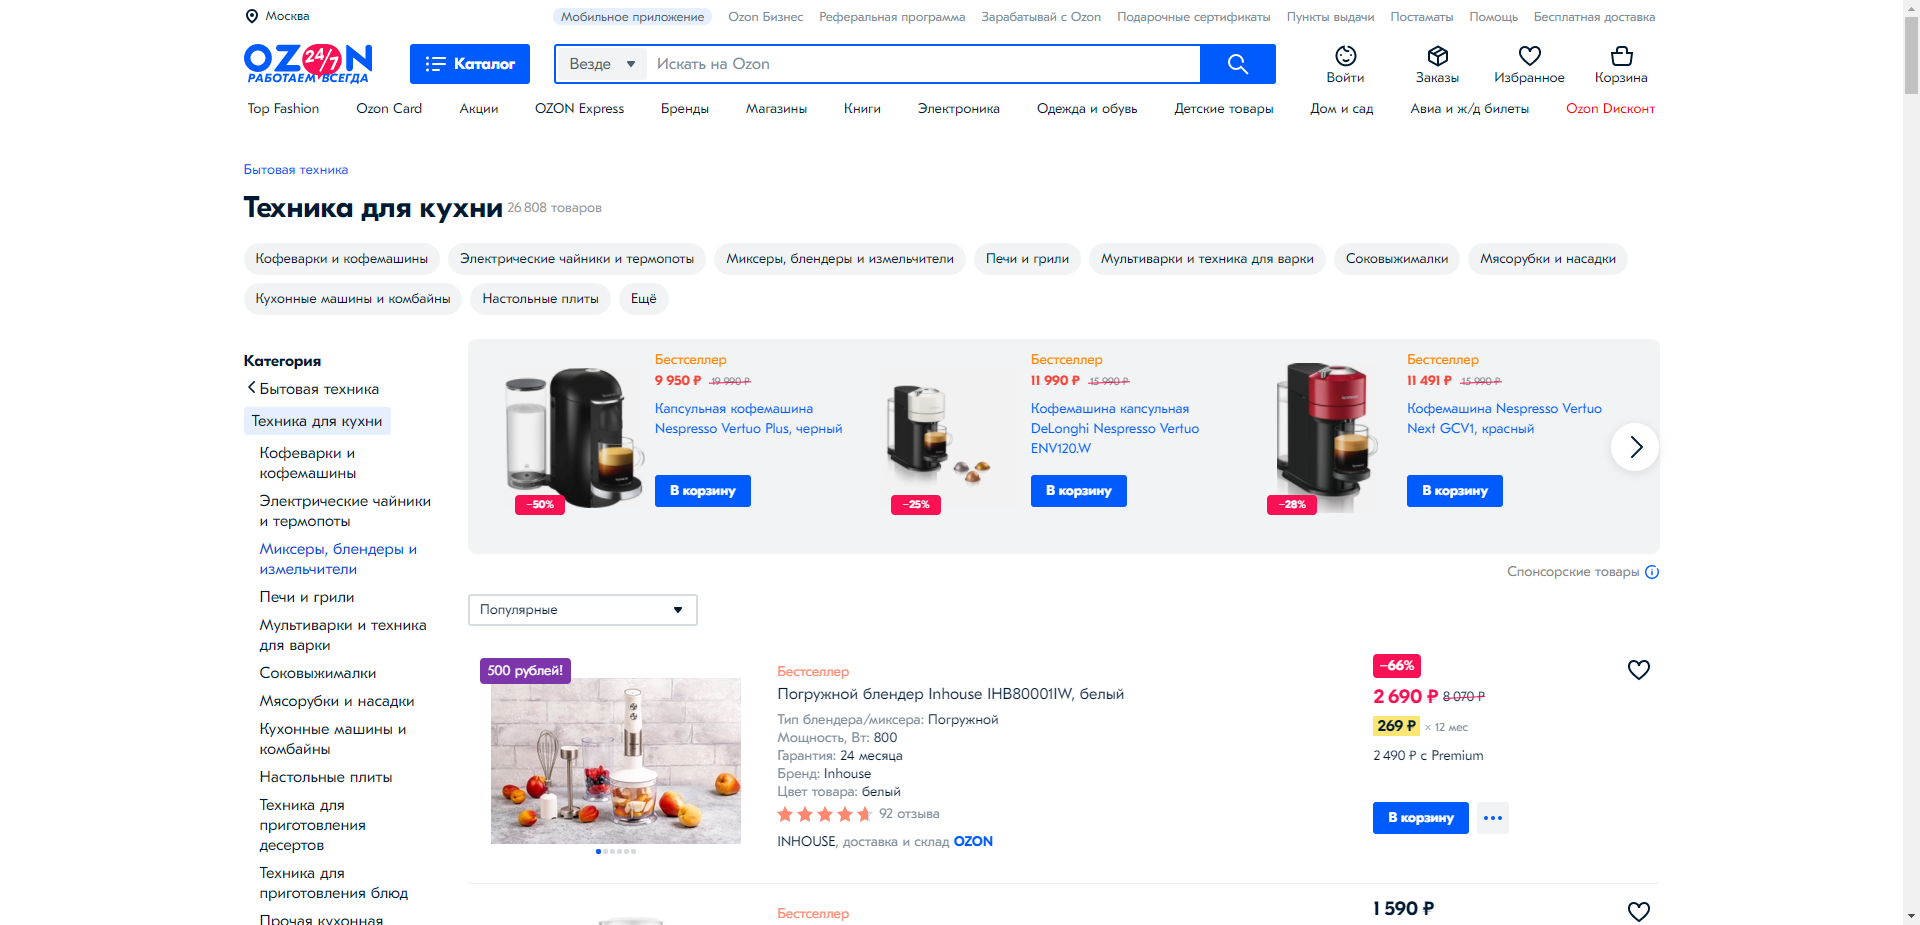 Москва
Мобильное приложение Ozon Бизнес Реферальная программа Зарабатывай с Ozon Подарочные сертификаты Пункты выдачи Постаматы Помощь Бесплатная доставка
OZON 24/7
РАБОТАЕМ ВСЕГДА
Каталог
Везде Искать на Ozon
Войти Заказы Избранное Корзина
Top Fashion Ozon Card Акции OZON Express Бренды Магазины Книги Электроника Одежда и обувь Детские товары Дом и сад Авиа и ж/д билеты Ozon Dисконт
Бытовая техника
Техника для кухни 26 808 товаров
Кофеварки и кофемашины Электрические чайники и термопоты Миксеры, блендеры и измельчители Печи и грили Мультиварки и техника для варки Соковыжималки Мясорубки и насадки
Кухонные машины и комбайны Настольные плиты Ещё
Категория
Бытовая техника
Техника для кухни
Кофеварки и
кофемашины
Электрические чайники
и термопоты
Миксеры, блендеры и
измельчители
Печи и грили
Мультиварки и техника
для варки
Соковыжималки
Мясорубки и насадки
Кухонные машины и
комбайны
Настольные плиты
Техника для
приготовления
десертов
Техника для
приготовления блюд
Прочая кухонная
Бестселлер
9 950 ₽ 19 990 ₽
Капсульная кофемашина
Nespresso Vertuo Plus, черный
В корзину
−50%
Бестселлер
11 990 ₽ 15 990 ₽
Кофемашина капсульная
DeLonghi Nespresso Vertuo
ENV120.W
В корзину
−25%
Бестселлер
11 491 ₽ 15 990 ₽
Кофемашина Nespresso Vertuo
Next GCV1, красный
В корзину
−28%
Спонсорские товары
Популярные
500 рублей!
Бестселлер
Погружной блендер Inhouse IHB80001IW, белый
Тип блендера/миксера: Погружной
Мощность, Вт: 800
Гарантия: 24 месяца
Бренд: Inhouse
Цвет товара: белый
92 отзыва
INHOUSE, доставка и склад OZON
−66%
2 690 ₽ 8 070 ₽
269 ₽ × 12 мес
2 490 ₽ с Premium
В корзину
Бестселлер
1 590 ₽